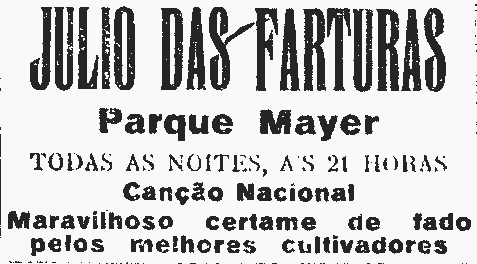 JULIO DAS FARTURAS
Parque Mayer
TODAS AS NOITES, A'S 21 HORAS
Canção Nacional
Maravilhoso certame de fado
pelos melhores cultivadores